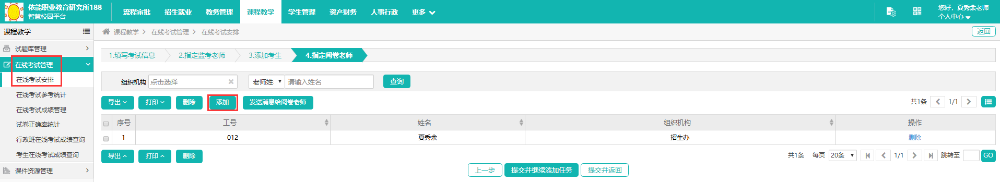 依能职业教育研究所188
智慧校园平台
流程审批 招生就业 教务管理 课程教学 学生管理 资产财务 人事行政 更多
您好，夏秀余老师
个人中心
课程教学
试题库管理
在线考试管理
在线考试安排
在线考试参考统计
在线考试成绩管理
试卷正确率统计
行政班在线考试成绩查询
考生在线考试成绩查询
课件资源管理
课程教学 在线考试管理 在线考试安排
返回
1.填写考试信息 2.指定监考老师 3.添加考生 4.指定阅卷老师
组织机构 点击选择 老师姓 请输入姓名 查询
导出 打印 删除 添加 发送消息给阅卷老师 共1条 1/1
序号 工号 姓名 组织机构 操作
1 012 夏秀余 招生办 删除
导出 打印 删除 共1条 每页 20条 1/1 跳转至 GO
上一步 提交并继续添加任务 提交并返回